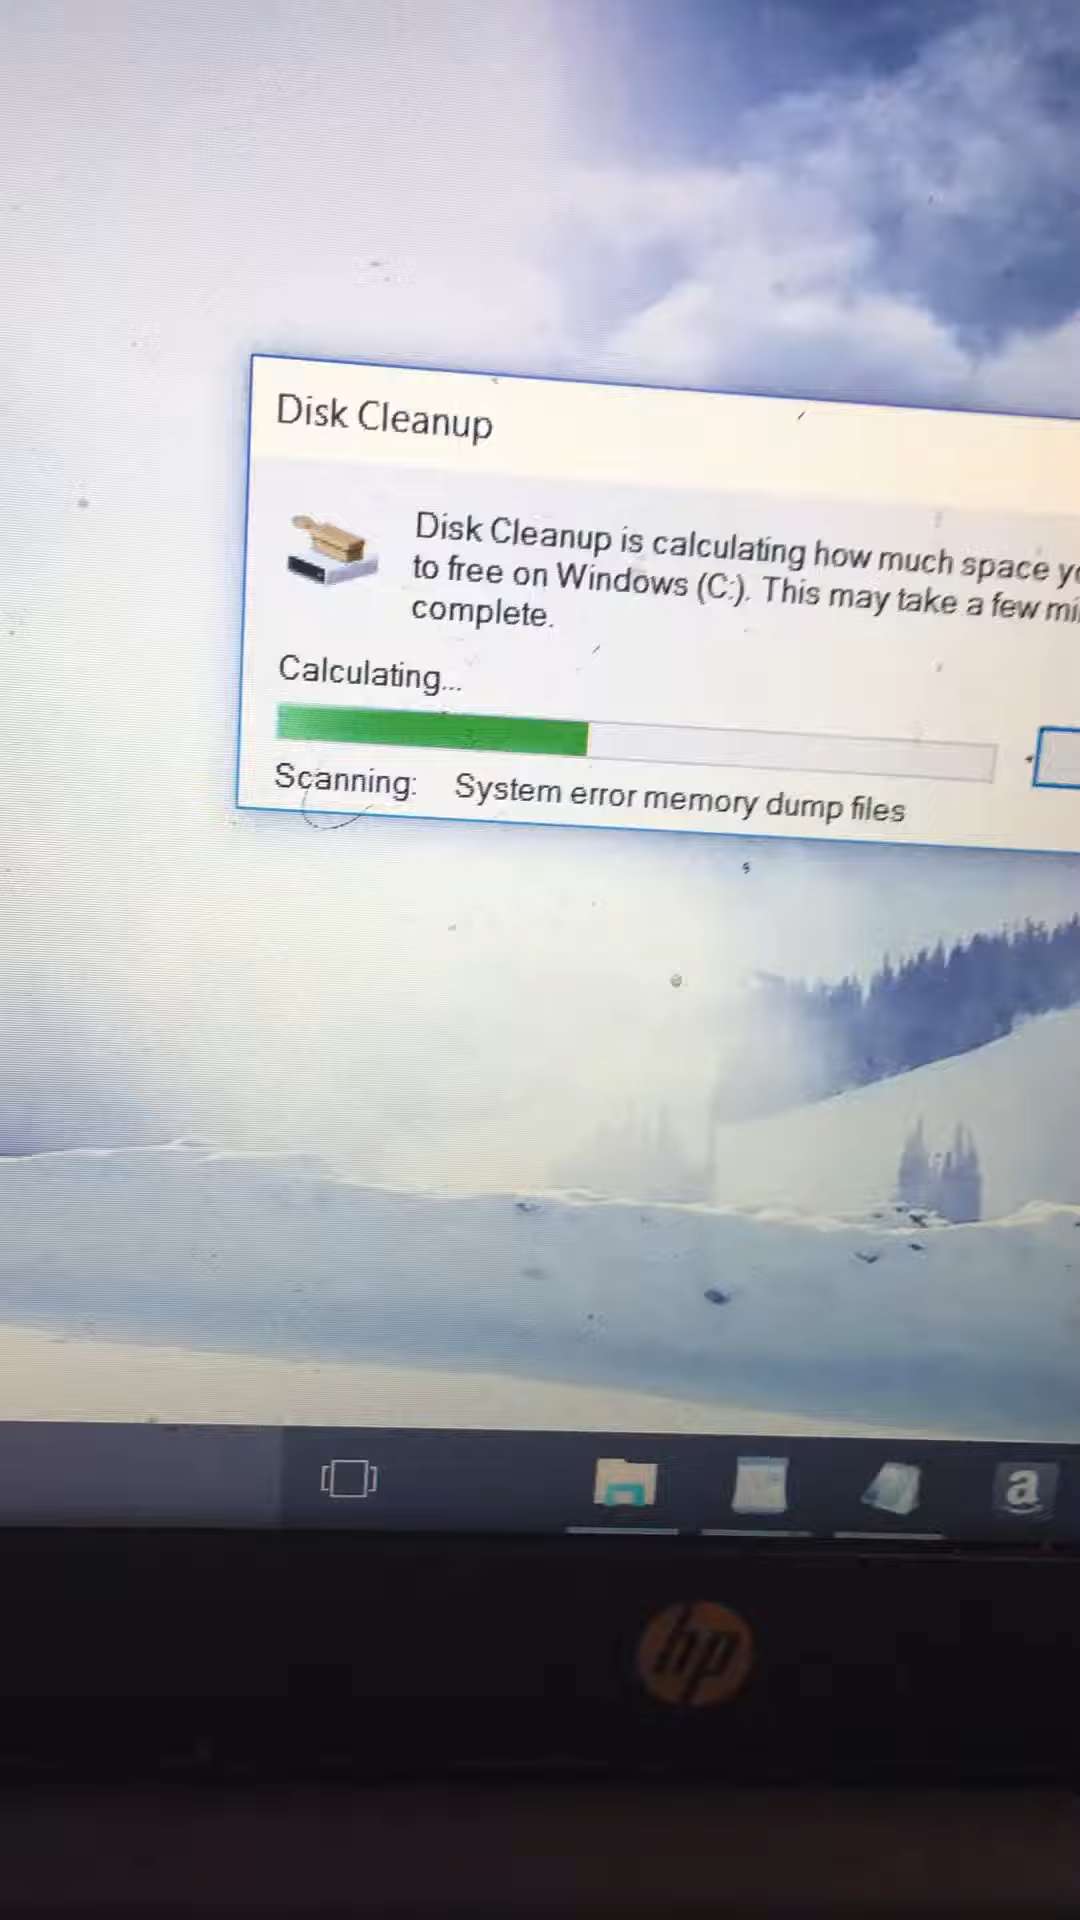 Disk Cleanup
Disk Cleanup is calculating how much space
to free on Windows (C:). This may take a few
complete.
Calculating...
Scanning: System error memory dump files
a
hp